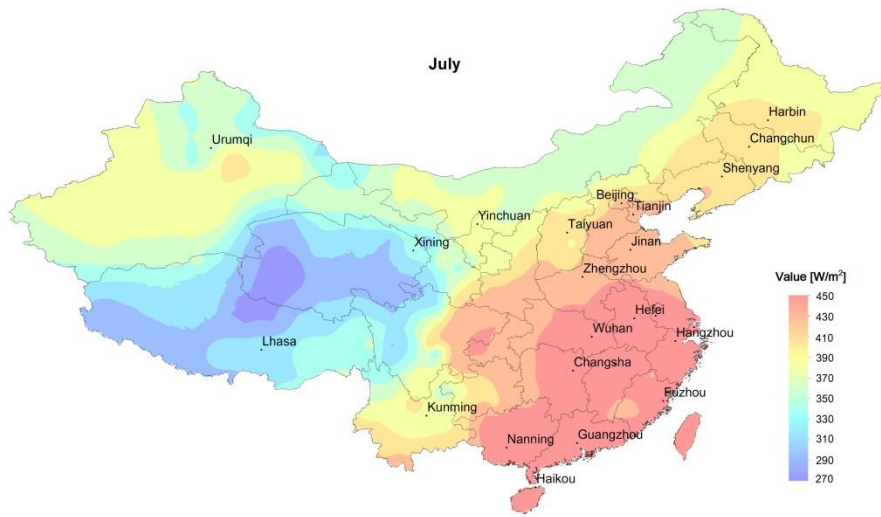 July
Urumqi
Harbin
Changchun
Shenyang
Beijing
Tianjin
Yinchuan
Taiyuan
Xining
Jinan
Zhengzhou
Value [W/m²]
450
430
410
390
370
350
330
310
290
270
Hefei
Wuhan
Hangzhou
Lhasa
Changsha
Fuzhou
Kunming
Nanning
Guangzhou
Haikou